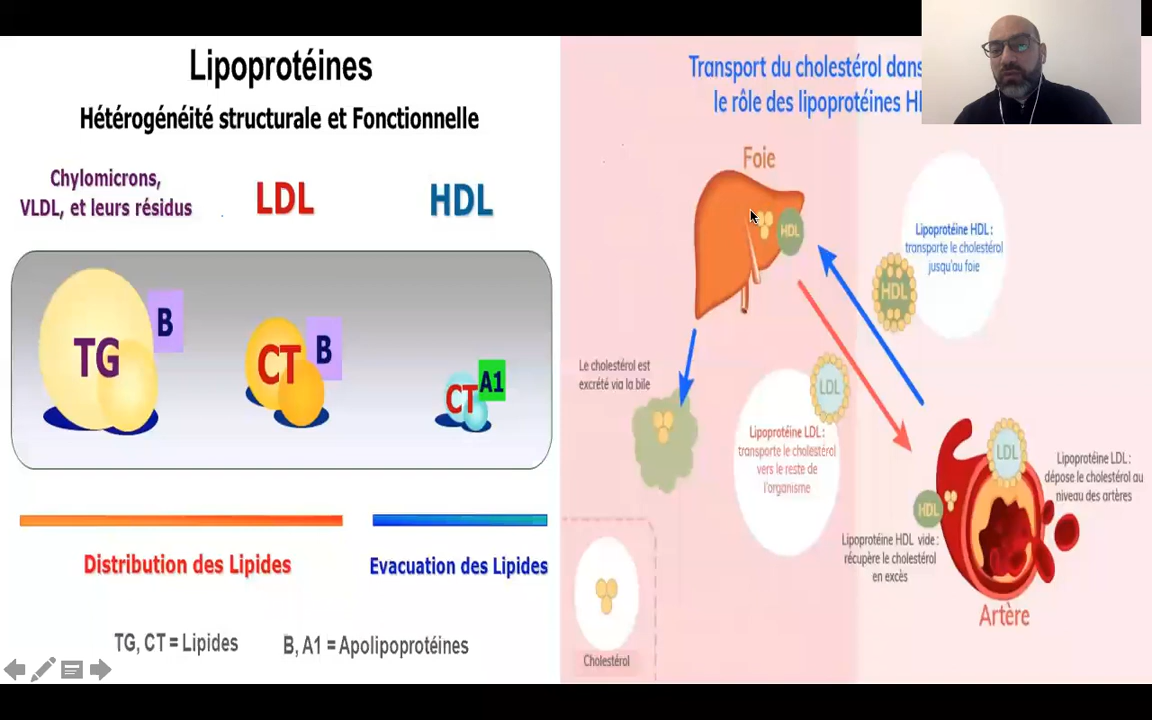 Lipoprotéines
Hétérogénéité structurale et Fonctionnelle
Chylomicrons,
VLDL, et leurs résidus
LDL
HDL
TG
B
CT
B
CT
A1
Distribution des Lipides
Evacuation des Lipides
TG, CT = Lipides
B, A1 = Apolipoprotéines
Transport du cholestérol dans
le rôle des lipoprotéines
Foie
HDL
Lipoprotéine HDL :
transporte le cholestérol
jusqu'au foie
HDL
Le cholestérol est
excrété via la bile
LDL
Lipoprotéine LDL :
transporte le cholestérol
vers le reste de
l'organisme
LDL
Lipoprotéine LDL :
dépose le cholestérol au
niveau des artères
HDL
Lipoprotéine HDL vide :
récupère le cholestérol
en excès
Artère
Cholestérol